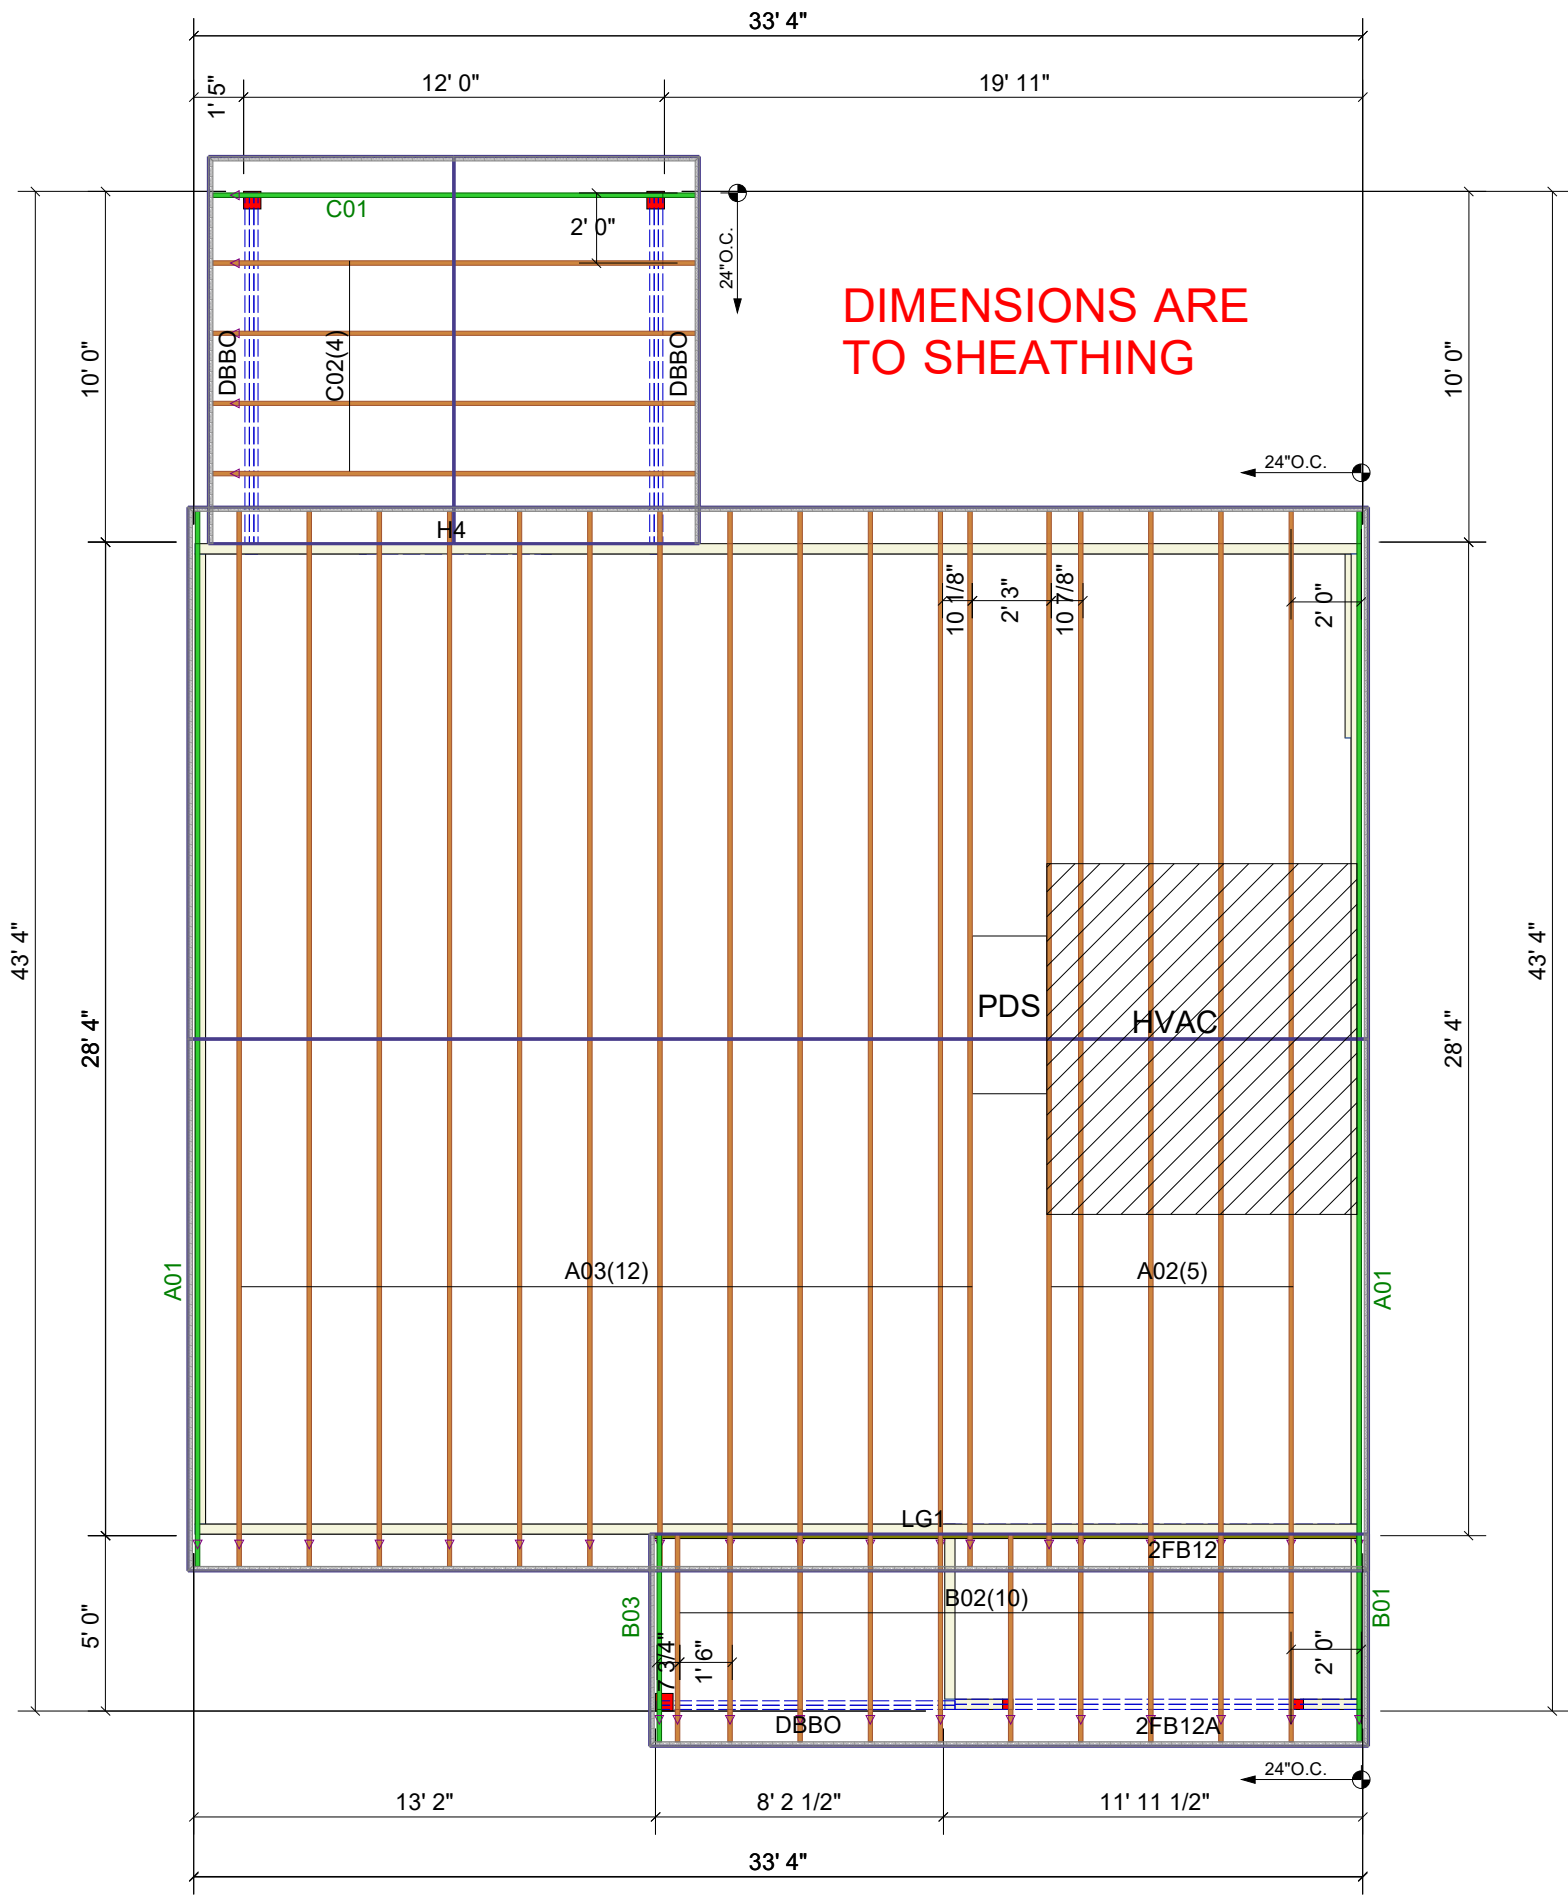 33' 4"
1' 5"
12' 0"
19' 11"
C01
2' 0"
24"O.C.
DIMENSIONS ARE
TO SHEATHING
10' 0"
DBBO
C02(4)
DBBO
10' 0"
24"O.C.
H4
10 1/8"
2' 3"
10 7/8"
2' 0"
43' 4"
43' 4"
PDS
HVAC
28' 4"
28' 4"
A01
A03(12)
A02(5)
A01
LG1
2FB12
B03
B02(10)
B01
5' 0"
7 3/4"
1' 6"
2' 0"
DBBO
2FB12A
24"O.C.
13' 2"
8' 2 1/2"
11' 11 1/2"
33' 4"